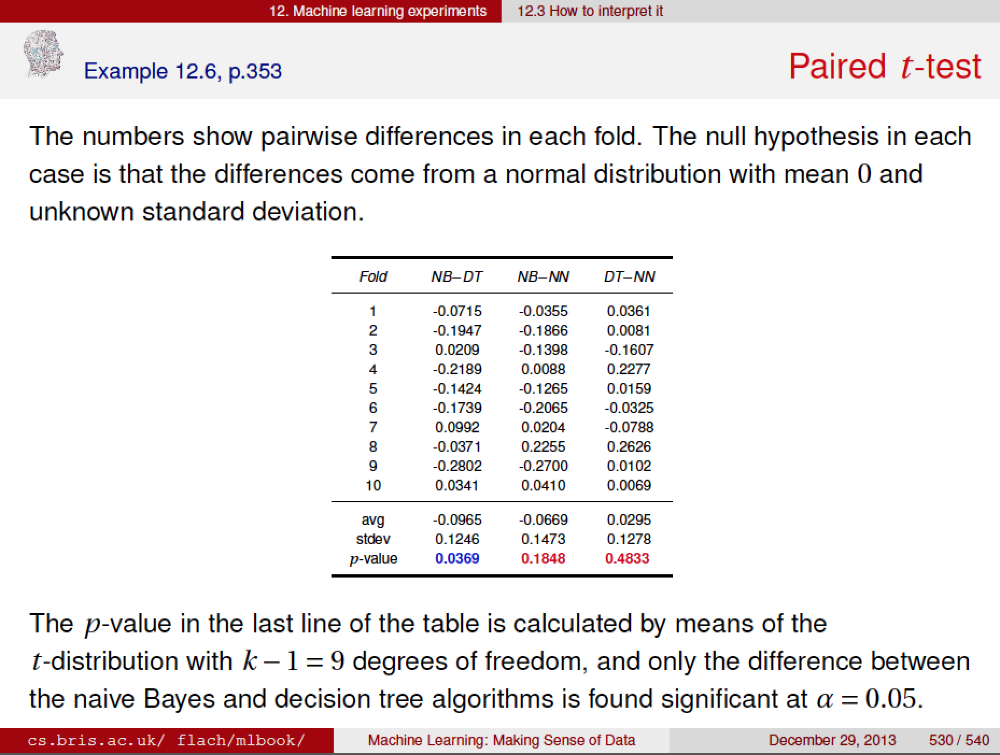 12. Machine learning experiments 12.3 How to interpret it
Example 12.6, p.353 Paired t-test
The numbers show pairwise differences in each fold. The null hypothesis in each
case is that the differences come from a normal distribution with mean 0 and
unknown standard deviation.
Fold NB–DT NB–NN DT–NN
1 -0.0715 -0.0355 0.0361
2 -0.1947 -0.1866 0.0081
3 0.0209 -0.1398 -0.1607
4 -0.2189 0.0088 0.2277
5 -0.1424 -0.1265 0.0159
6 -0.1739 -0.2065 -0.0325
7 0.0992 0.0204 -0.0788
8 -0.0371 0.2255 0.2626
9 -0.2802 -0.2700 0.0102
10 0.0341 0.0410 0.0069
avg -0.0965 -0.0669 0.0295
stdev 0.1246 0.1473 0.1278
p-value 0.0369 0.1848 0.4833
The p-value in the last line of the table is calculated by means of the
t-distribution with k − 1 = 9 degrees of freedom, and only the difference between
the naive Bayes and decision tree algorithms is found significant at α = 0.05.
cs.bris.ac.uk/ flach/mlbook/ Machine Learning: Making Sense of Data December 29, 2013 530 / 540